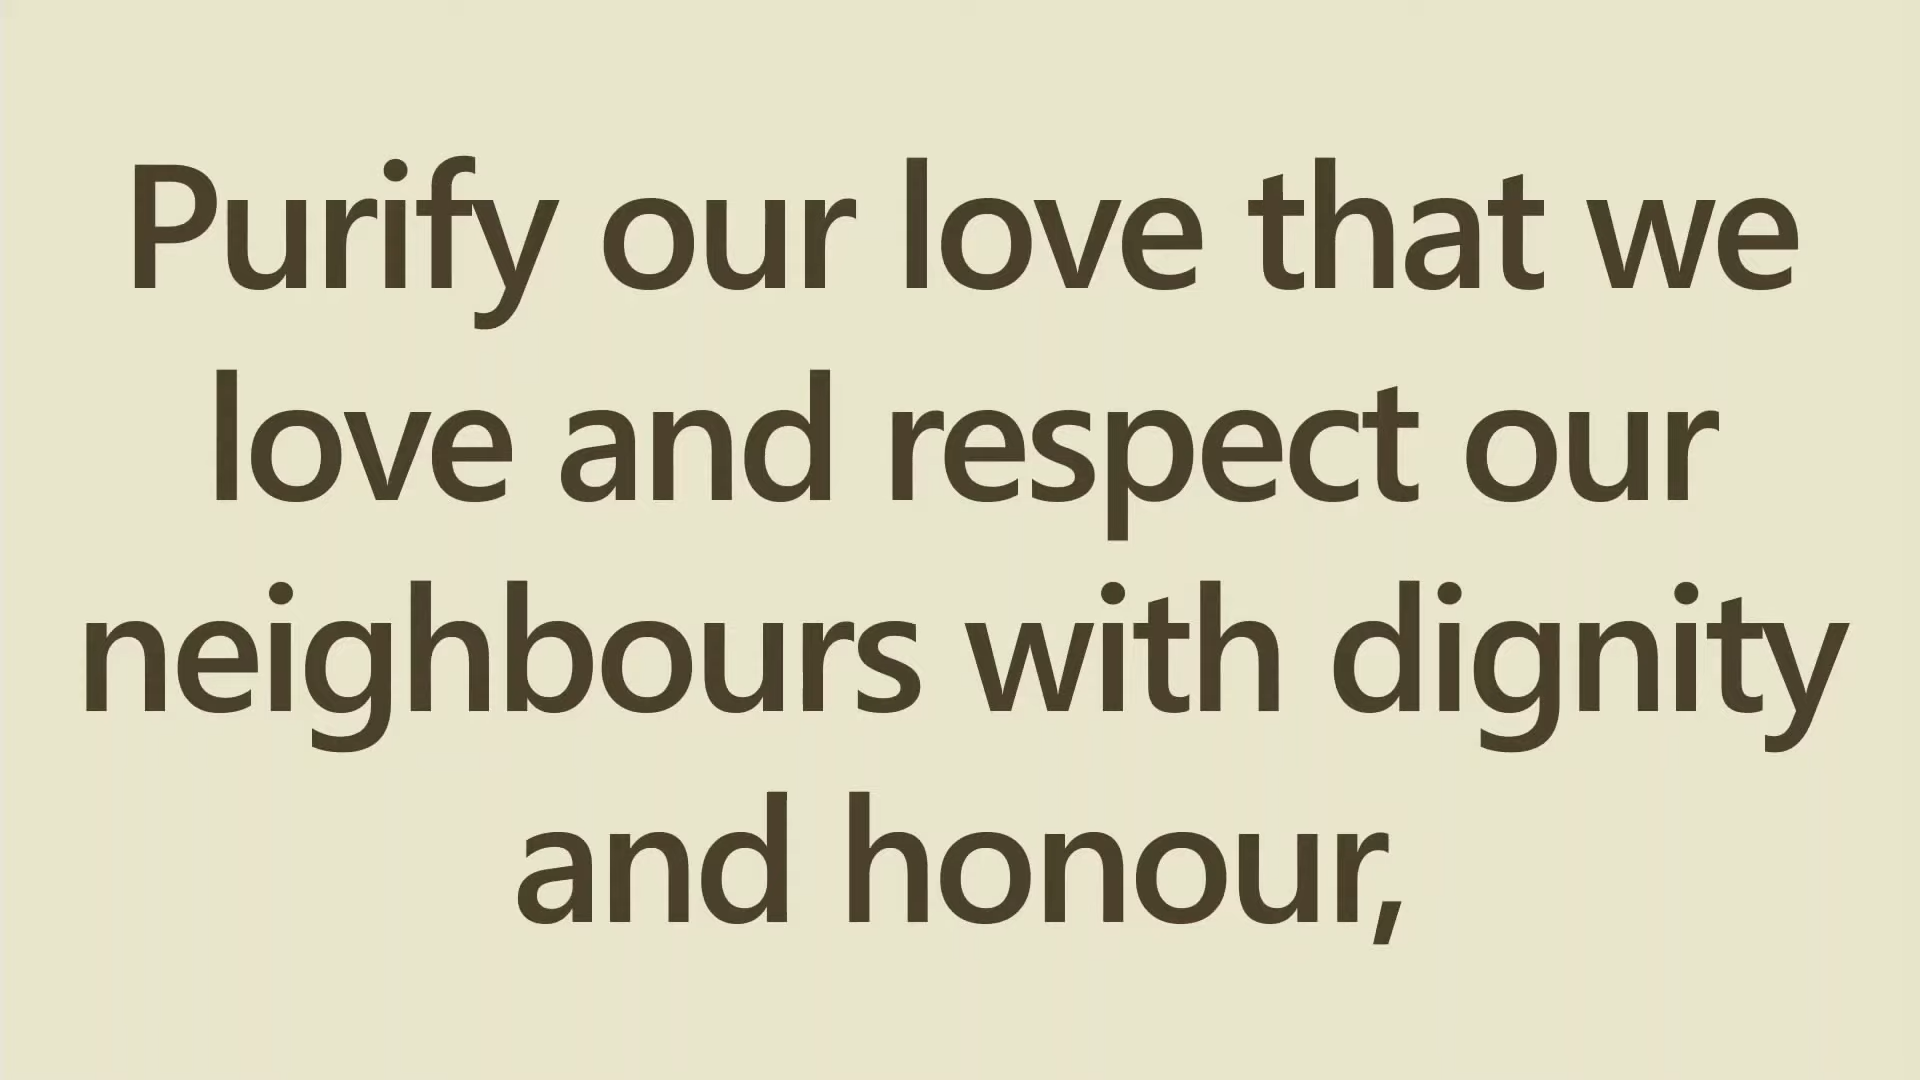 Purify our love that we
love and respect our
neighbours with dignity
and honour,